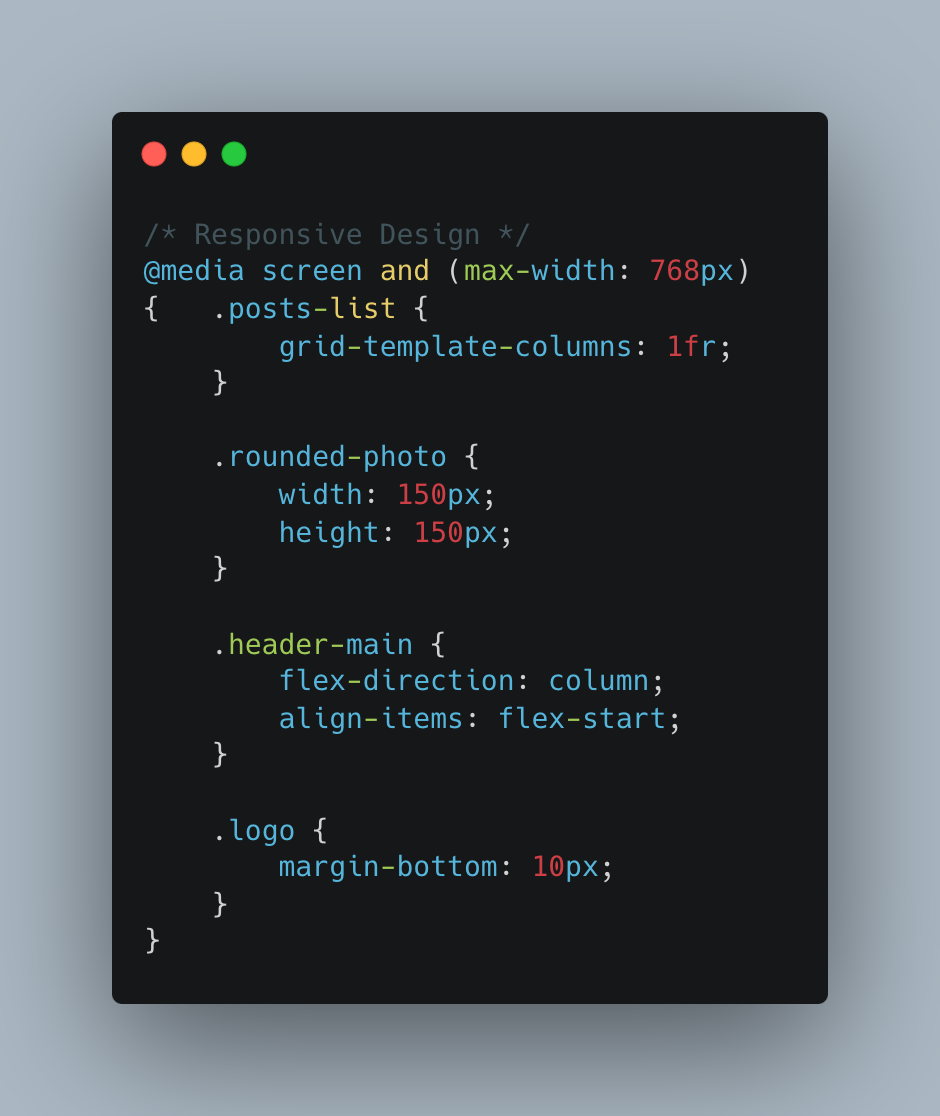 /* Responsive Design */
@media screen and (max-width: 768px)
{   .posts-list {
        grid-template-columns: 1fr;
    }

    .rounded-photo {
        width: 150px;
        height: 150px;
    }

    .header-main {
        flex-direction: column;
        align-items: flex-start;
    }

    .logo {
        margin-bottom: 10px;
    }
}